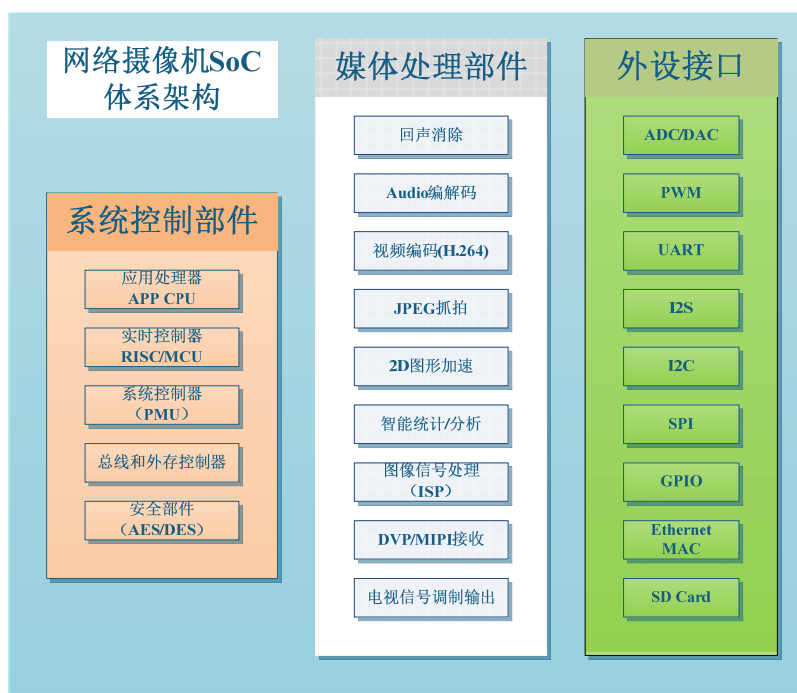 网络摄像机SoC
体系架构
系统控制部件
应用处理器
APP CPU
实时控制器
RISC/MCU
系统控制器
（PMU）
总线和外存控制器
安全部件
（AES/DES）
媒体处理部件
回声消除
Audio编解码
视频编码(H.264)
JPEG抓拍
2D图形加速
智能统计/分析
图像信号处理
（ISP）
DVP/MIPI接收
电视信号调制输出
外设接口
ADC/DAC
PWM
UART
I2S
I2C
SPI
GPIO
Ethernet
MAC
SD Card